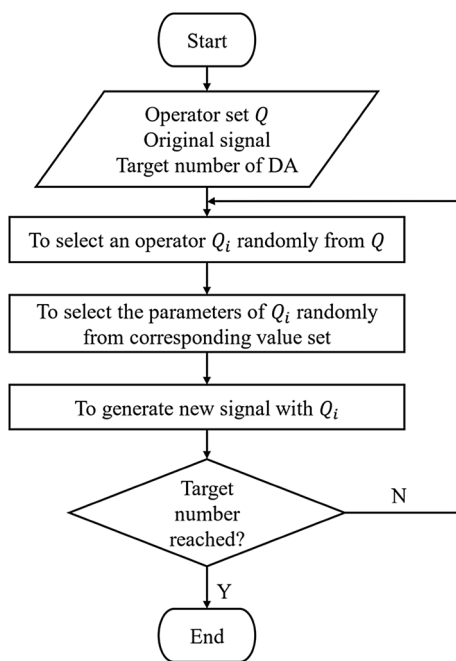 Start
Operator set Q
Original signal
Target number of DA
To select an operator Qᵢ randomly from Q
To select the parameters of Qᵢ randomly
from corresponding value set
To generate new signal with Qᵢ
Target
number
reached?
N
Y
End